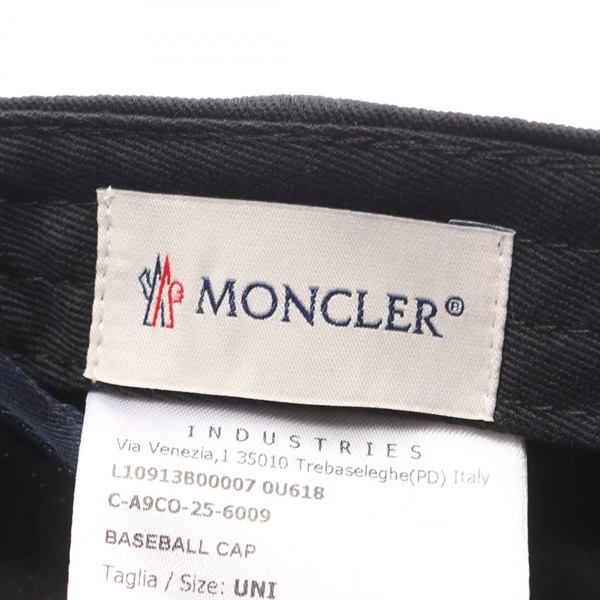 MONCLER®
INDUSTRIES
Via Venezia,1 35010 Trebaseleghe(PD) Italy
L10913B00007 0U618
C-A9CO-25-6009
BASEBALL CAP
Taglia / Size: UNI